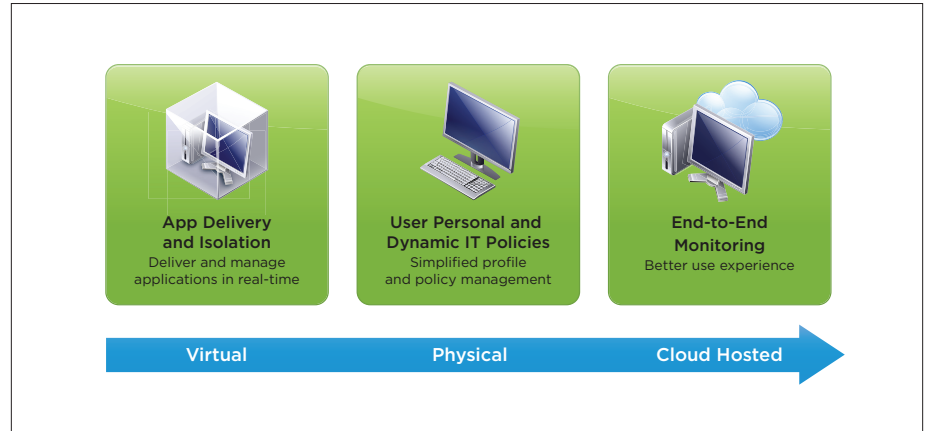 App Delivery
and Isolation
Deliver and manage
applications in real-time
User Personal and
Dynamic IT Policies
Simplified profile
and policy management
End-to-End
Monitoring
Better use experience
Virtual
Physical
Cloud Hosted